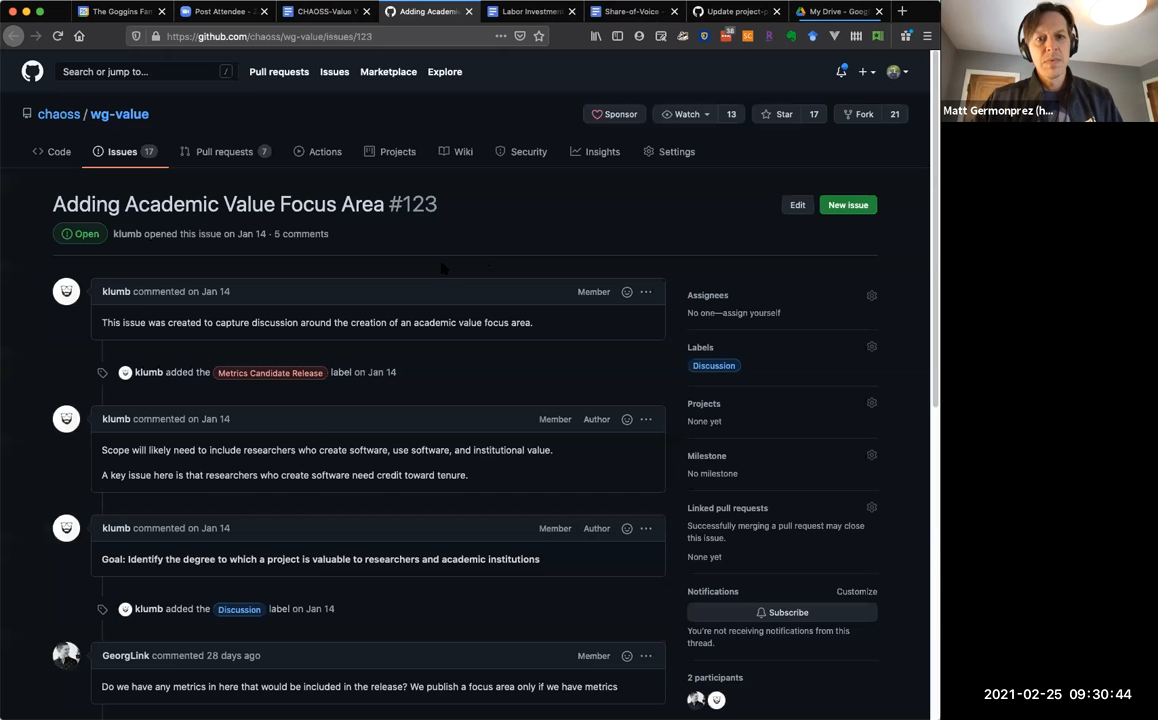 The Goggins Fan
Post Attendee - Z
CHAOSS-Value W
Adding Academic
Labor Investment
Share-of-Voice -
Update project-p
My Drive - Goog
https://github.com/chaoss/wg-value/issues/123
38
Search or jump to...
/
Pull requests
Issues
Marketplace
Explore
Matt Germonprez (h...
chaoss / wg-value
Sponsor
Watch
13
Star
17
Fork
21
Code
Issues 17
Pull requests 7
Actions
Projects
Wiki
Security
Insights
Settings
Adding Academic Value Focus Area #123
Edit
New issue
Open
klumb opened this issue on Jan 14 · 5 comments
klumb commented on Jan 14
Member
This issue was created to capture discussion around the creation of an academic value focus area.
klumb added the Metrics Candidate Release label on Jan 14
klumb commented on Jan 14
Member
Author
Scope will likely need to include researchers who create software, use software, and institutional value.
A key issue here is that researchers who create software need credit toward tenure.
klumb commented on Jan 14
Member
Author
Goal: Identify the degree to which a project is valuable to researchers and academic institutions
klumb added the Discussion label on Jan 14
GeorgLink commented 28 days ago
Member
Do we have any metrics in here that would be included in the release? We publish a focus area only if we have metrics
Assignees
No one—assign yourself
Labels
Discussion
Projects
None yet
Milestone
No milestone
Linked pull requests
Successfully merging a pull request may close
this issue.
None yet
Notifications
Customize
Subscribe
You're not receiving notifications from this
thread.
2 participants
2021-02-25 09:30:44